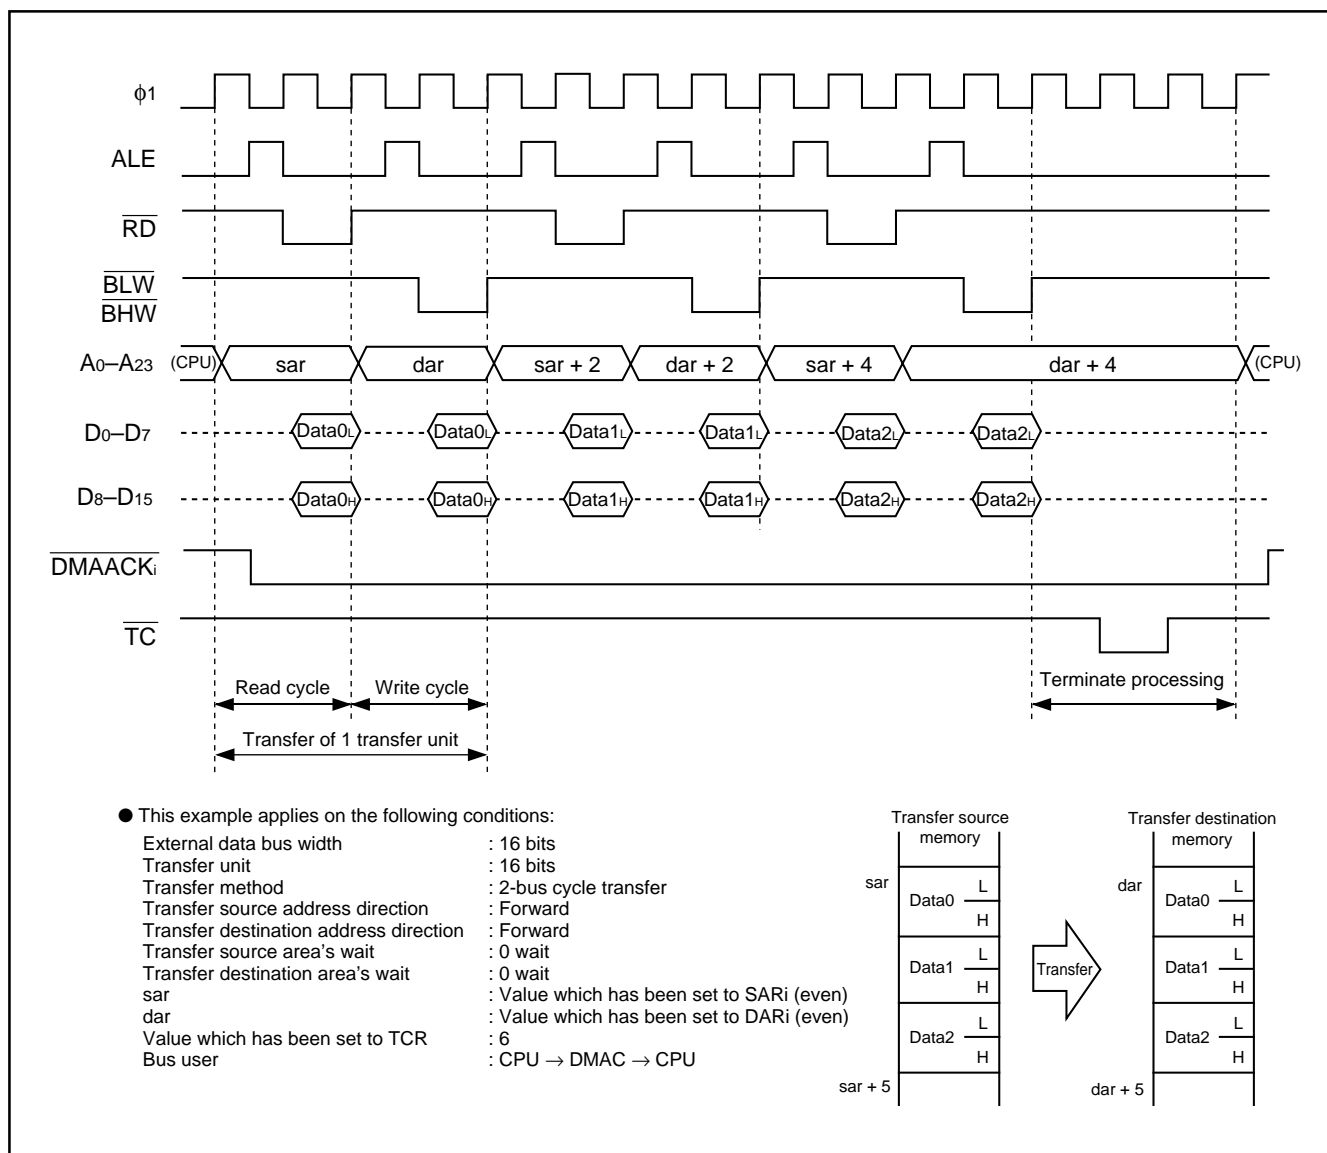 φ1
ALE
RD
BLW
BHW
A0–A23 (CPU) sar dar sar + 2 dar + 2 sar + 4 dar + 4 (CPU)
D0–D7 Data0L Data0L Data1L Data1L Data2L Data2L
D8–D15 Data0H Data0H Data1H Data1H Data2H Data2H
DMAACKi
TC
Read cycle Write cycle Terminate processing
Transfer of 1 transfer unit
● This example applies on the following conditions:
External data bus width : 16 bits
Transfer unit : 16 bits
Transfer method : 2-bus cycle transfer
Transfer source address direction : Forward
Transfer destination address direction : Forward
Transfer source area's wait : 0 wait
Transfer destination area's wait : 0 wait
sar : Value which has been set to SARi (even)
dar : Value which has been set to DARi (even)
Value which has been set to TCR : 6
Bus user : CPU → DMAC → CPU
Transfer source
memory
sar
Data0 L
H
Data1 L
H
Data2 L
H
sar + 5
Transfer
Transfer destination
memory
dar
Data0 L
H
Data1 L
H
Data2 L
H
dar + 5